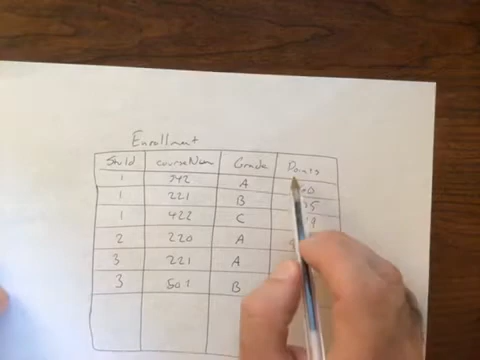 Enrollment
StuId courseNum Grade Points
1 242 A
1 221 B
1 422 C
2 220 A
3 221 A
3 501 B